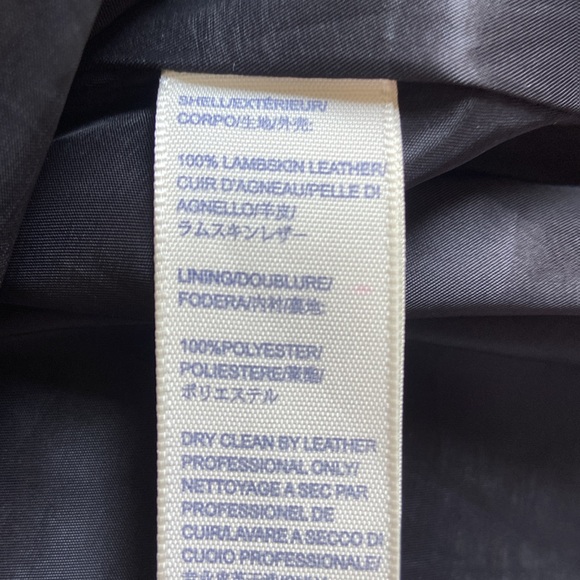 SHELL/EXTÉRIEUR/
CORPO/生地/外壳:
100% LAMBSKIN LEATHER/
CUIR D'AGNEAU/PELLE DI
AGNELLO/羊皮/
ラムスキンレザー
LINING/DOUBLURE/
FODERA/内衬/裏地:
100%POLYESTER/
POLIESTERE/聚酯/
ポリエステル
DRY CLEAN BY LEATHER
PROFESSIONAL ONLY/
NETTOYAGE A SEC PAR
PROFESSIONEL DE
CUIR/LAVARE A SECCO DI
CUOIO PROFESSIONALE/